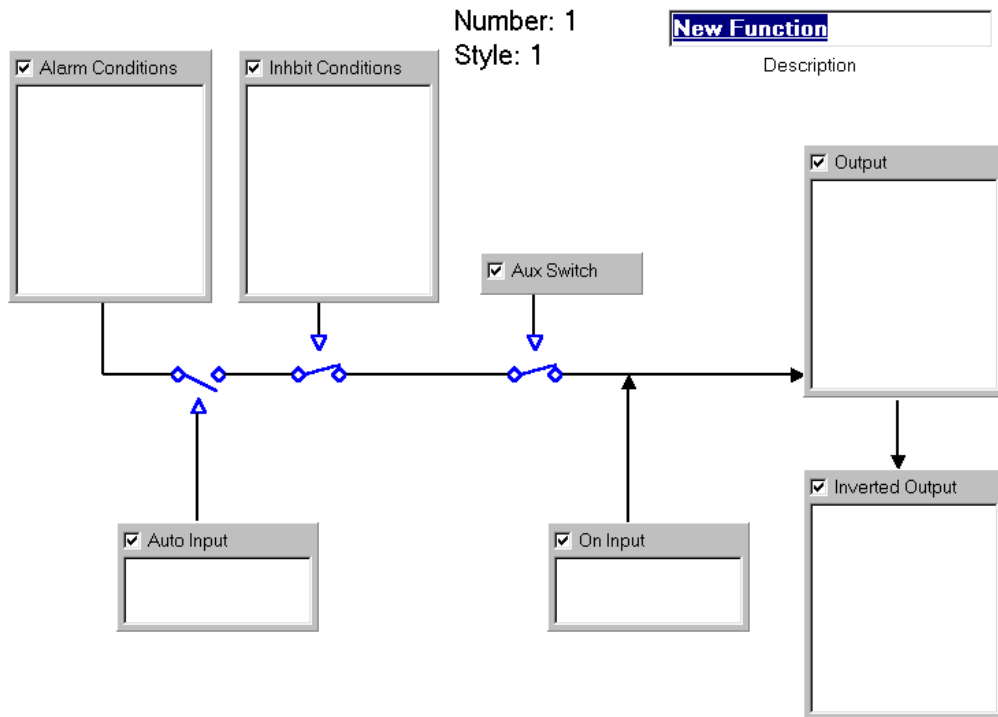 Number: 1
Style: 1
New Function
Description
Alarm Conditions
Inhbit Conditions
Output
Aux Switch
Inverted Output
Auto Input
On Input